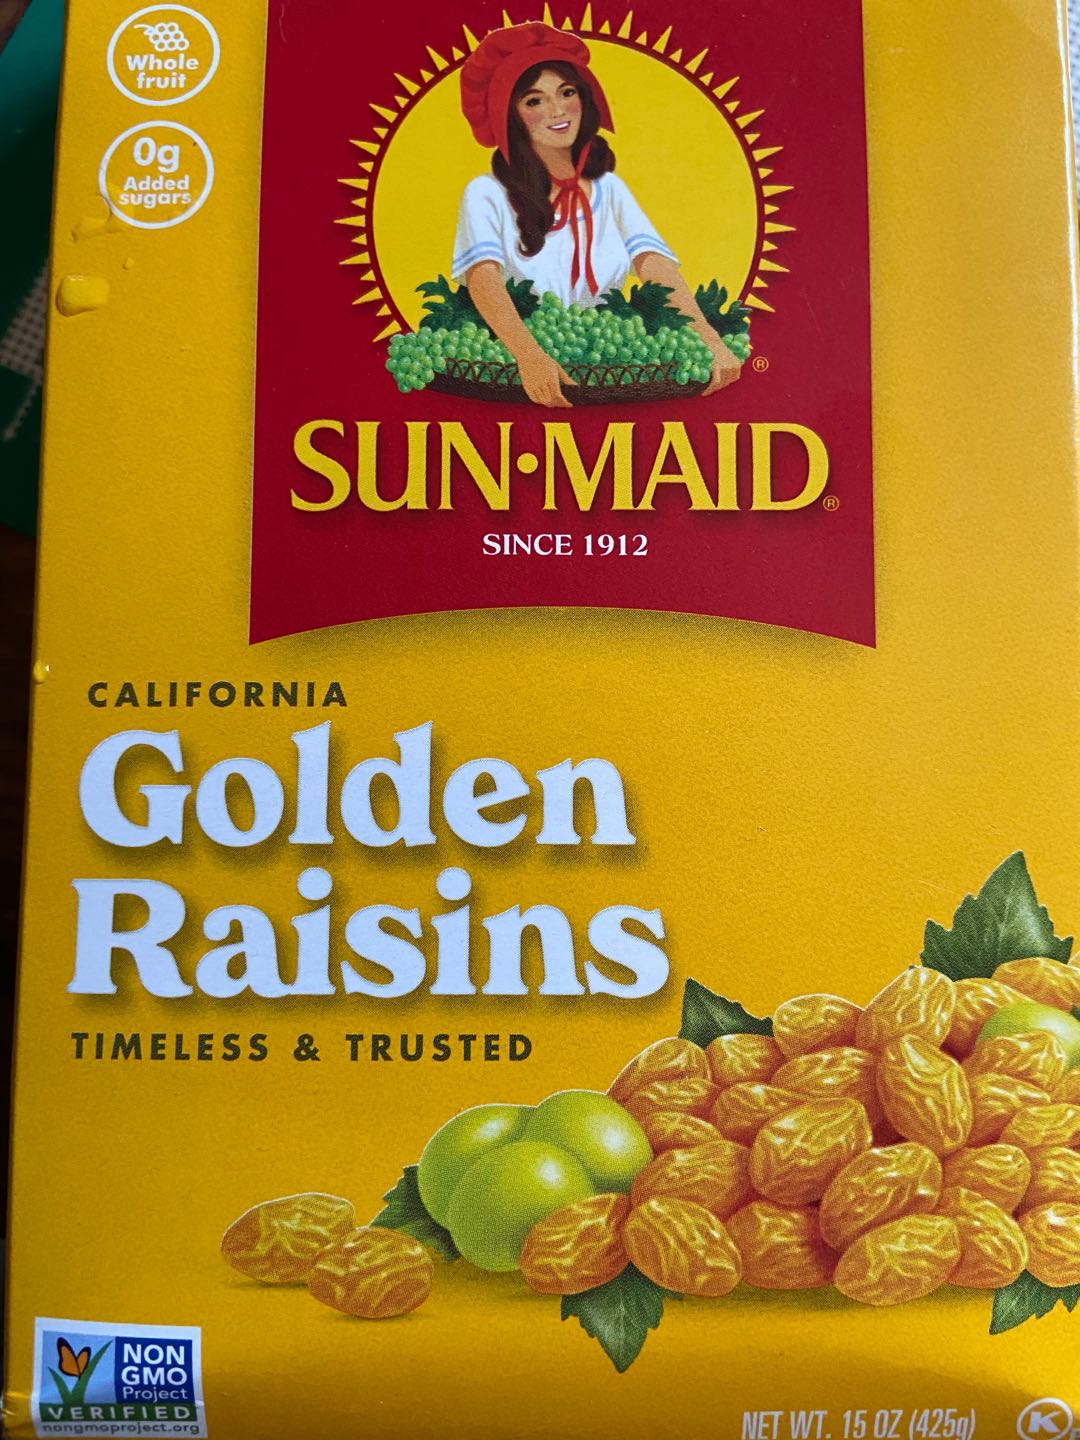 Whole
fruit
0g
Added
sugars
®
SUN•MAID®
SINCE 1912
CALIFORNIA
Golden
Raisins
TIMELESS & TRUSTED
NON
GMO
Project
VERIFIED
nongmoproject.org
NET WT. 15 OZ (425g)
K